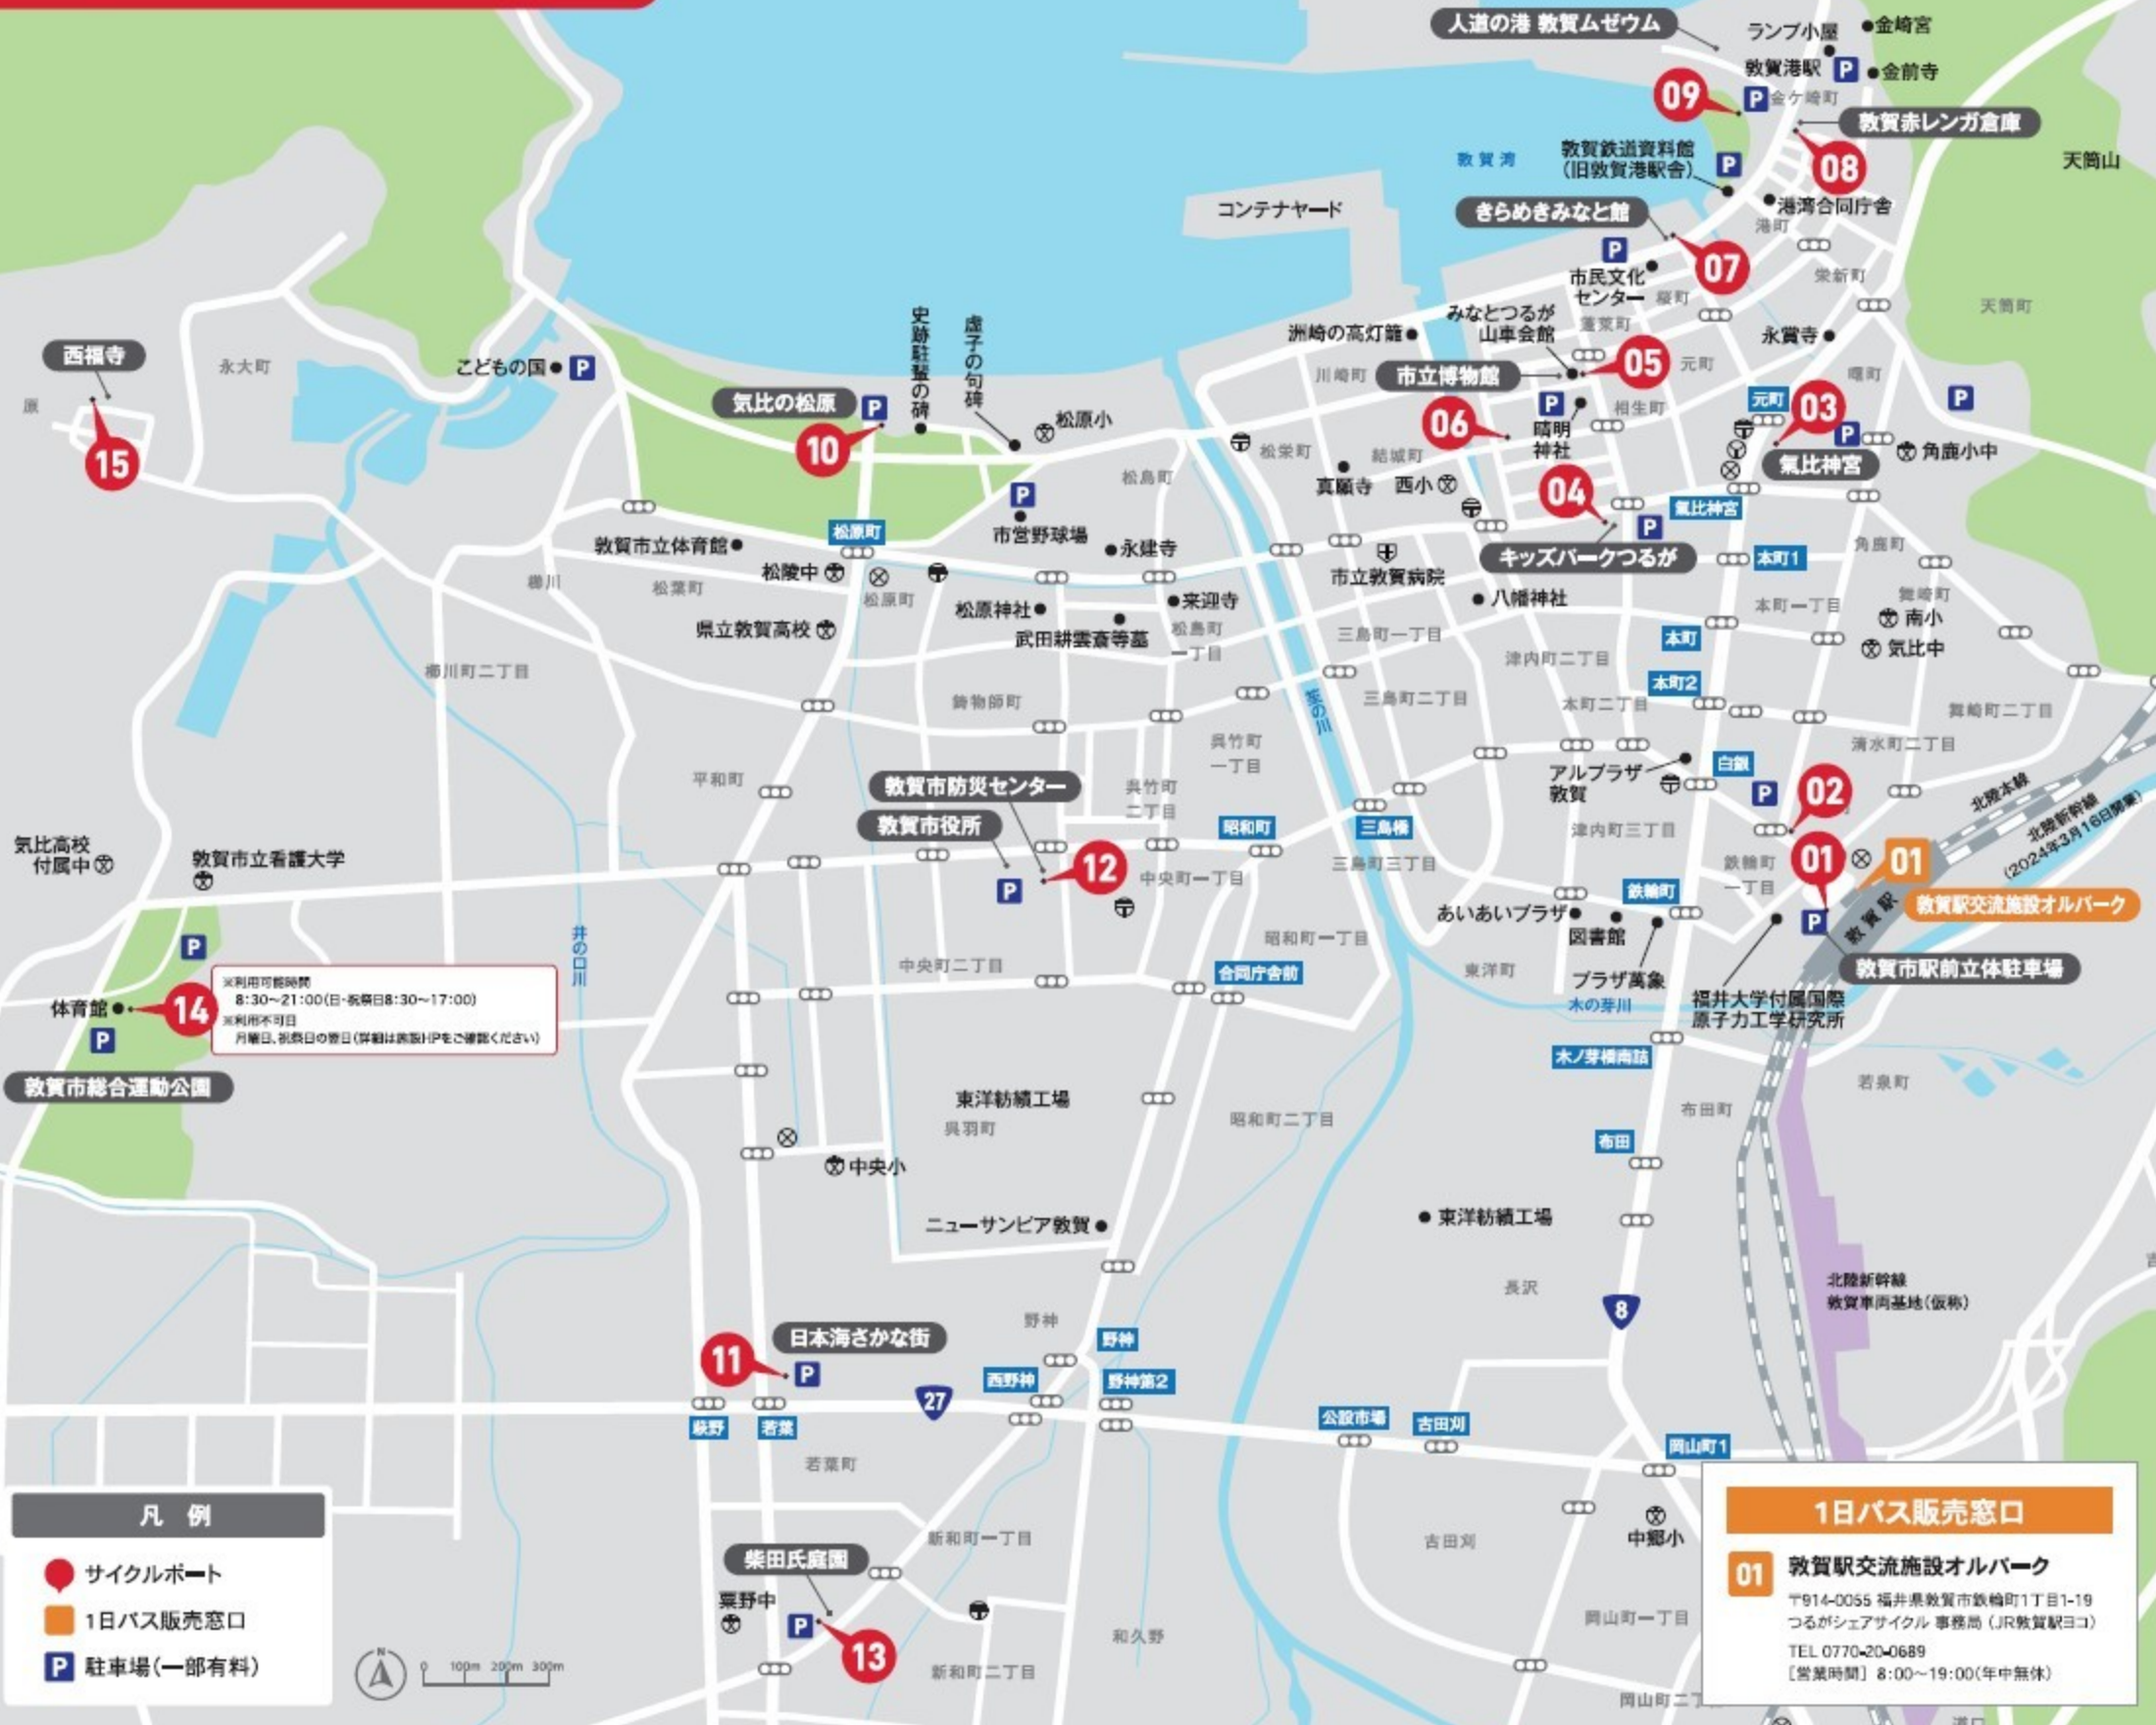 人道の港 敦賀ムゼウム
ランプ小屋
金崎宮
敦賀港駅
P
金前寺
09
P
金ケ崎町
敦賀赤レンガ倉庫
08
天筒山
敦賀湾
敦賀鉄道資料館
(旧敦賀港駅舎)
P
コンテナヤード
きらめきみなと館
港湾合同庁舎
港町
P
07
市民文化
センター
桜町
栄新町
天筒町
みなとつるが
山車会館
蓬莱町
洲崎の高灯籠
永賞寺
川崎町
市立博物館
05
元町
曙町
西福寺
永大町
原
15
こどもの国
P
気比の松原
P
10
史跡駐輦の碑
虚子の句碑
松原小
06
P
晴明
神社
相生町
元町
03
P
P
氣比神宮
角鹿小中
松栄町
結城町
松島町
真願寺
西小
04
氣比神宮
P
市営野球場
松原町
敦賀市立体育館
永建寺
キッズパークつるが
本町1
角鹿町
市立敦賀病院
櫛川
松葉町
松陵中
松原町
松原神社
来迎寺
八幡神社
本町一丁目
舞崎町
南小
県立敦賀高校
武田耕雲斎等墓
松島町
一丁目
三島町一丁目
本町
気比中
櫛川町二丁目
津内町二丁目
本町2
鋳物師町
笙の川
三島町二丁目
本町二丁目
舞崎町二丁目
呉竹町
一丁目
清水町二丁目
平和町
敦賀市防災センター
呉竹町
二丁目
アルプラザ
敦賀
白銀
P
02
北陸本線
北陸新幹線
(2024年3月16日開業)
敦賀市役所
昭和町
三島橋
津内町三丁目
気比高校
付属中
敦賀市立看護大学
P
12
中央町一丁目
三島町三丁目
鉄輪町
一丁目
01
01
鉄輪町
敦賀駅交流施設オルパーク
あいあいプラザ
図書館
P
敦賀駅
P
井の口川
昭和町一丁目
中央町二丁目
合同庁舎前
東洋町
プラザ萬象
敦賀市駅前立体駐車場
木の芽川
福井大学付属国際
原子力工学研究所
体育館
14
P
※利用可能時間
8:30〜21:00(日・祝祭日8:30〜17:00)
※利用不可日
月曜日、祝祭日の翌日(詳細は施設HPをご確認ください)
敦賀市総合運動公園
木ノ芽橋南詰
若泉町
東洋紡績工場
呉羽町
昭和町二丁目
布田町
布田
中央小
ニューサンピア敦賀
東洋紡績工場
長沢
8
北陸新幹線
敦賀車両基地(仮称)
野神
日本海さかな街
11
P
野神
西野神
野神第2
27
萩野
若葉
公設市場
古田刈
岡山町1
若葉町
新和町一丁目
古田刈
中郷小
柴田氏庭園
粟野中
P
13
和久野
新和町二丁目
岡山町一丁目
凡 例
サイクルポート
1日パス販売窓口
P 駐車場(一部有料)
N
0 100m 200m 300m
1日パス販売窓口
01 敦賀駅交流施設オルパーク
〒914-0055 福井県敦賀市鉄輪町1丁目1-19
つるがシェアサイクル 事務局 (JR敦賀駅ヨコ)
TEL 0770-20-0689
[営業時間] 8:00〜19:00(年中無休)